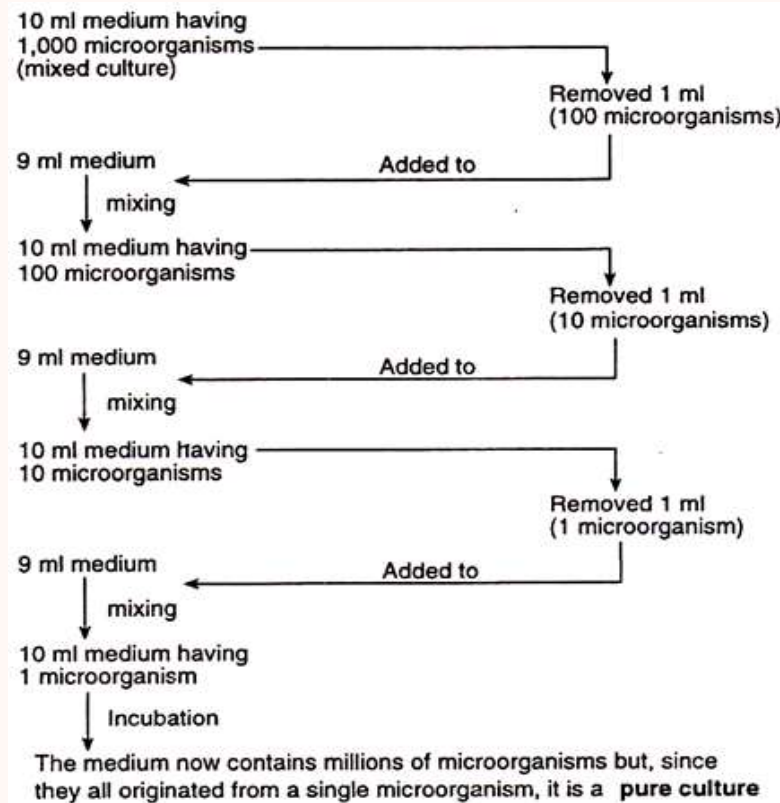 10 ml medium having
1,000 microorganisms
(mixed culture)
Removed 1 ml
(100 microorganisms)
9 ml medium
Added to
mixing
10 ml medium having
100 microorganisms
Removed 1 ml
(10 microorganisms)
9 ml medium
Added to
mixing
10 ml medium having
10 microorganisms
Removed 1 ml
(1 microorganism)
9 ml medium
Added to
mixing
10 ml medium having
1 microorganism
Incubation
The medium now contains millions of microorganisms but, since
they all originated from a single microorganism, it is a pure culture